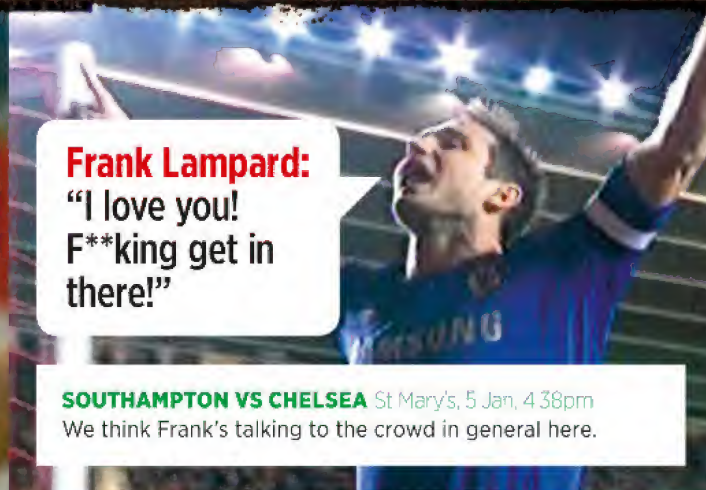 Frank Lampard:
“I love you!
F**king get in
there!”
SAMSUNG
SOUTHAMPTON VS CHELSEA St Mary's, 5 Jan, 4 38pm
We think Frank's talking to the crowd in general here.